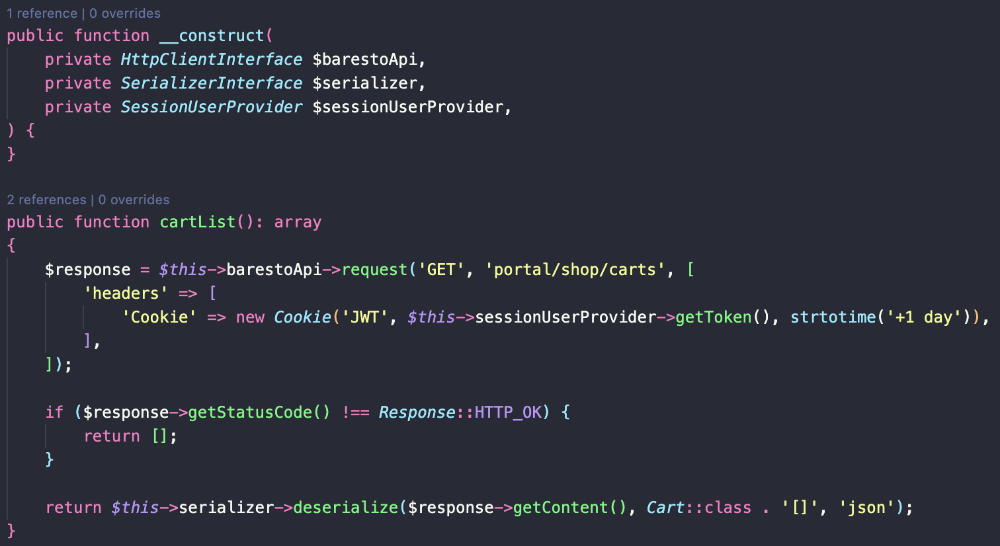 1 reference | 0 overrides
public function __construct(
    private HttpClientInterface $barestoApi,
    private SerializerInterface $serializer,
    private SessionUserProvider $sessionUserProvider,
) {
}
2 references | 0 overrides
public function cartList(): array
{
    $response = $this->barestoApi->request('GET', 'portal/shop/carts', [
        'headers' => [
            'Cookie' => new Cookie('JWT', $this->sessionUserProvider->getToken(), strtotime('+1 day')),
        ],
    ]);
    if ($response->getStatusCode() !== Response::HTTP_OK) {
        return [];
    }
    return $this->serializer->deserialize($response->getContent(), Cart::class . '[]', 'json');
}